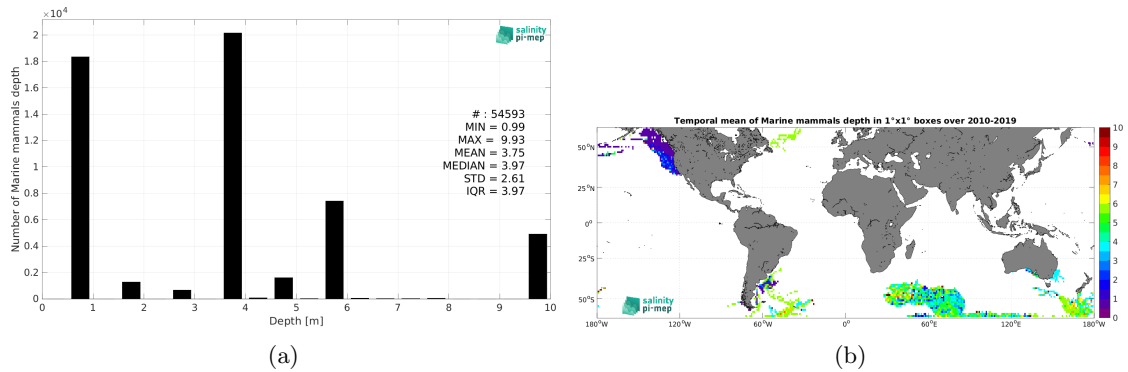 ×10⁴
2
1.8
1.6
1.4
1.2
1
0.8
0.6
0.4
0.2
0
Number of Marine mammals depth
salinity
pi-mep
# : 54593
MIN = 0.99
MAX = 9.93
MEAN = 3.75
MEDIAN = 3.97
STD = 2.61
IQR = 3.97
1 2 3 4 5 6 7 8 9 10
Depth [m]
(a)
Temporal mean of Marine mammals depth in 1°x1° boxes over 2010-2019
50°N
25°N
0°
25°S
50°S
180°W 120°W 60°W 0° 60°E 120°E 180°W
salinity
pi-mep
10
9
8
7
6
5
4
3
2
1
0
(b)